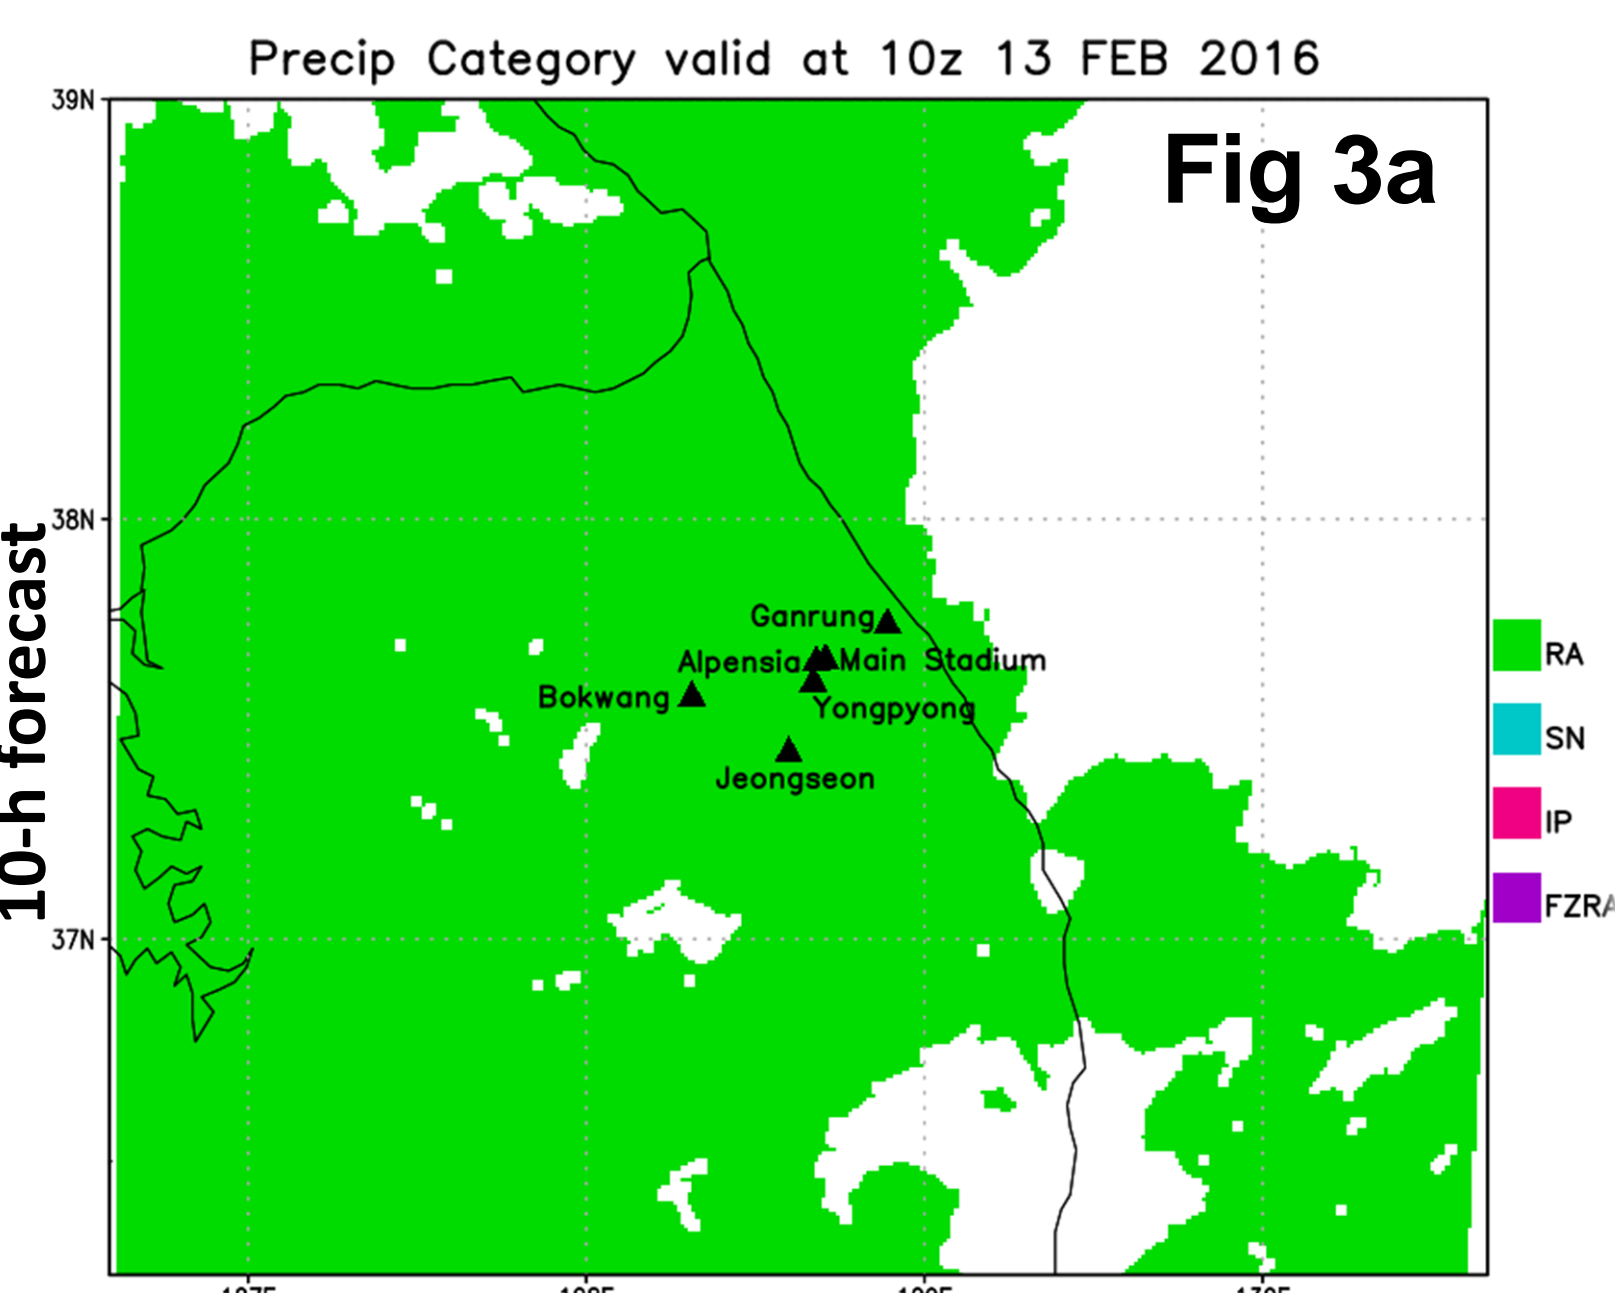 Precip Category valid at 10z 13 FEB 2016
39N
Fig 3a
38N
10-h forecast
Ganrung
Alpensia
Main Stadium
Bokwang
Yongpyong
Jeongseon
37N
RA
SN
IP
FZRA